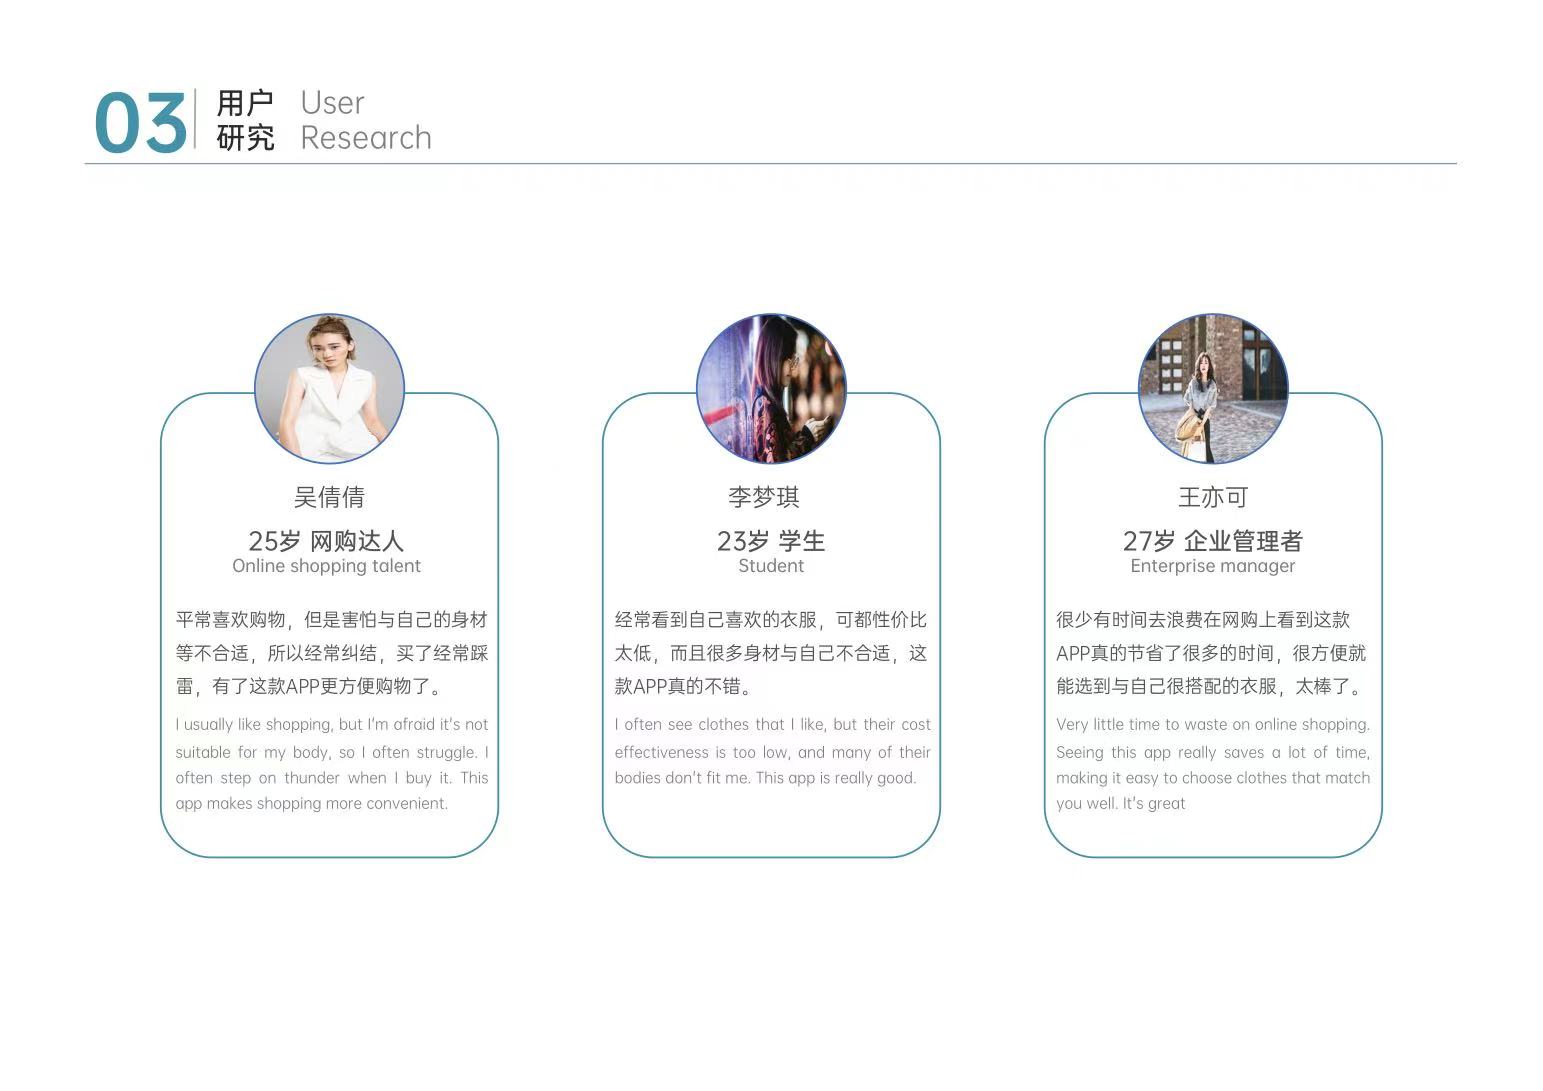 03
用户
研究
User
Research
吴倩倩
25岁 网购达人
Online shopping talent
平常喜欢购物，但是害怕与自己的身材
等不合适，所以经常纠结，买了经常踩
雷，有了这款APP更方便购物了。
I usually like shopping, but I'm afraid it's not
suitable for my body, so I often struggle. I
often step on thunder when I buy it. This
app makes shopping more convenient.
李梦琪
23岁 学生
Student
经常看到自己喜欢的衣服，可都性价比
太低，而且很多身材与自己不合适，这
款APP真的不错。
I often see clothes that I like, but their cost
effectiveness is too low, and many of their
bodies don't fit me. This app is really good.
王亦可
27岁 企业管理者
Enterprise manager
很少有时间去浪费在网购上看到这款
APP真的节省了很多的时间，很方便就
能选到与自己很搭配的衣服，太棒了。
Very little time to waste on online shopping.
Seeing this app really saves a lot of time,
making it easy to choose clothes that match
you well. It's great